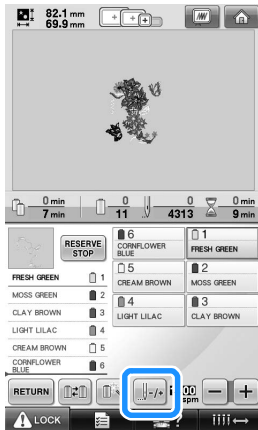 82.1 mm
69.9 mm
0 min
7 min
0
11
0
4313
0 min
9 min
RESERVE STOP
FRESH GREEN 1
MOSS GREEN 2
CLAY BROWN 3
LIGHT LILAC 4
CREAM BROWN 5
CORNFLOWER BLUE 6
6 CORNFLOWER BLUE
1 FRESH GREEN
5 CREAM BROWN
2 MOSS GREEN
4 LIGHT LILAC
3 CLAY BROWN
RETURN
-/+
00 spm
- +
LOCK
?